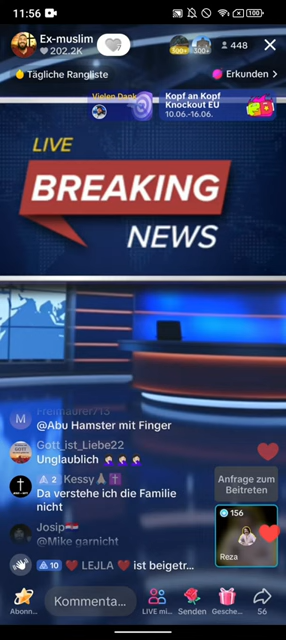 11:56
100
Ex-muslim
202.2K
500+
300+
448
Tägliche Rangliste
Erkunden >
Vielen Dank
Kopf an Kopf
Knockout EU
10.06.-16.06.
LIVE
BREAKING
NEWS
M
Freimaurer713
@Abu Hamster mit Finger
Gott_ist_Liebe22
Unglaublich
2 Kessy
Da verstehe ich die Familie
nicht
Josip
@Mike garnicht
10 LEJLA ist beigetr...
Anfrage zum
Beitreten
156
Reza
Abonn...
Kommenta...
LIVE mi...
Senden
Gesche...
56